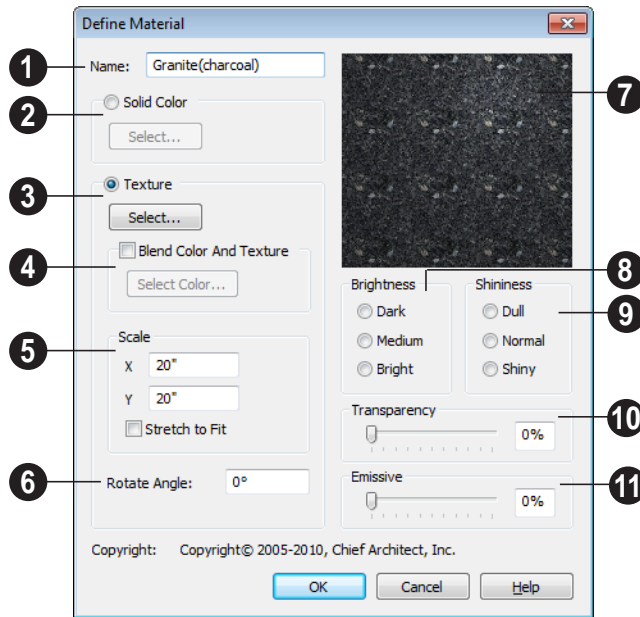 Define Material
1 Name: Granite(charcoal)
2 Solid Color
Select...
3 Texture
Select...
4 Blend Color And Texture
Select Color...
5 Scale
X 20"
Y 20"
Stretch to Fit
6 Rotate Angle: 0°
7
8 Brightness
Dark
Medium
Bright
9 Shininess
Dull
Normal
Shiny
10 Transparency
0%
11 Emissive
0%
Copyright: Copyright© 2005-2010, Chief Architect, Inc.
OK Cancel Help